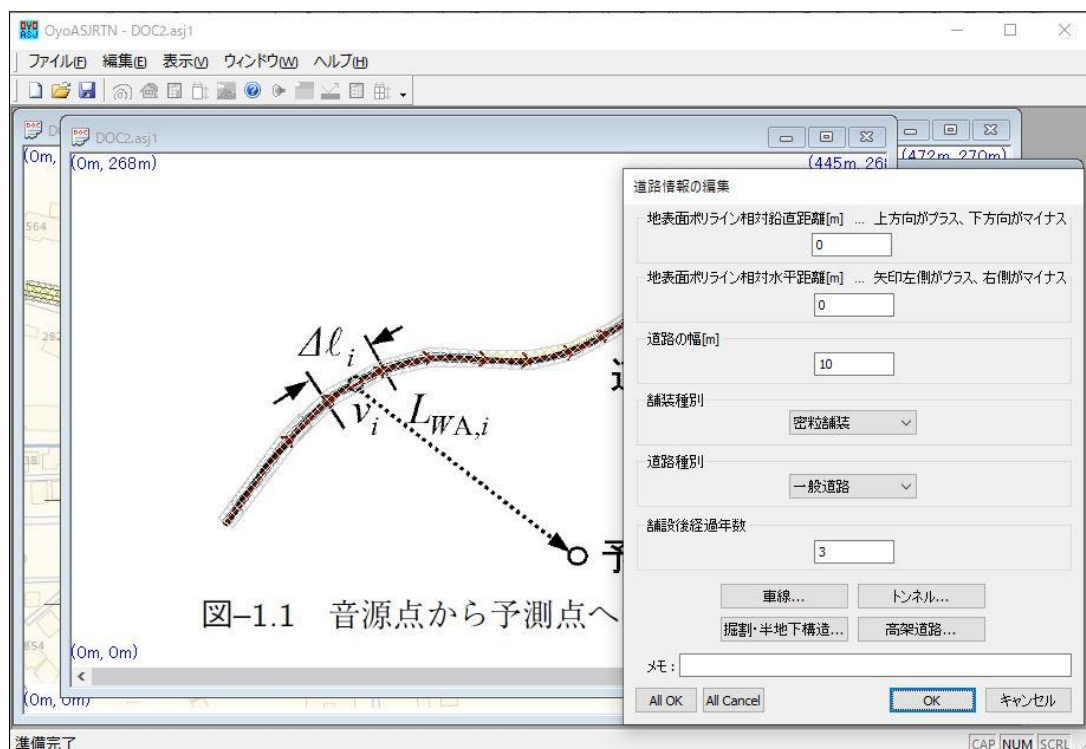 OyoASJRTN - DOC2.asj1
ファイル(F) 編集(E) 表示(V) ウィンドウ(W) ヘルプ(H)
DOC2.asj1
(0m, 268m)
(472m, 270m)
(0m,
564
38
854
道路情報の編集
地表面ポリライン相対鉛直距離[m] ... 上方向がプラス、下方向がマイナス
0
地表面ポリライン相対水平距離[m] ... 矢印左側がプラス、右側がマイナス
0
道路の幅[m]
10
舗装種別
密粒舗装
道路種別
一般道路
舗設後経過年数
3
車線... トンネル...
掘割・半地下構造... 高架道路...
メモ :
All OK All Cancel OK キャンセル
Δℓi
νi
LWA,i
図-1.1 音源点から予測点へ
(0m, 0m)
(0m, 0m)
準備完了
CAP NUM SCRL